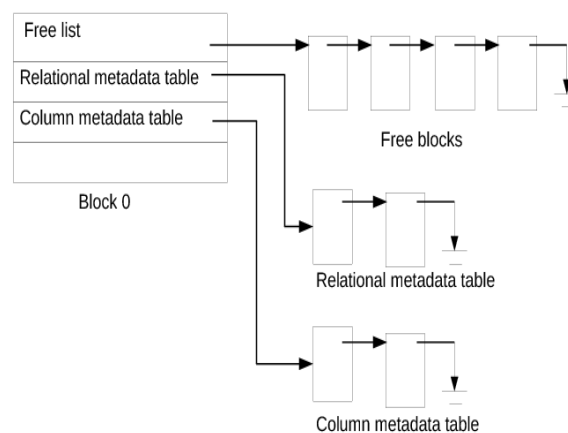 Free list
Relational metadata table
Column metadata table
Block 0
Free blocks
Relational metadata table
Column metadata table